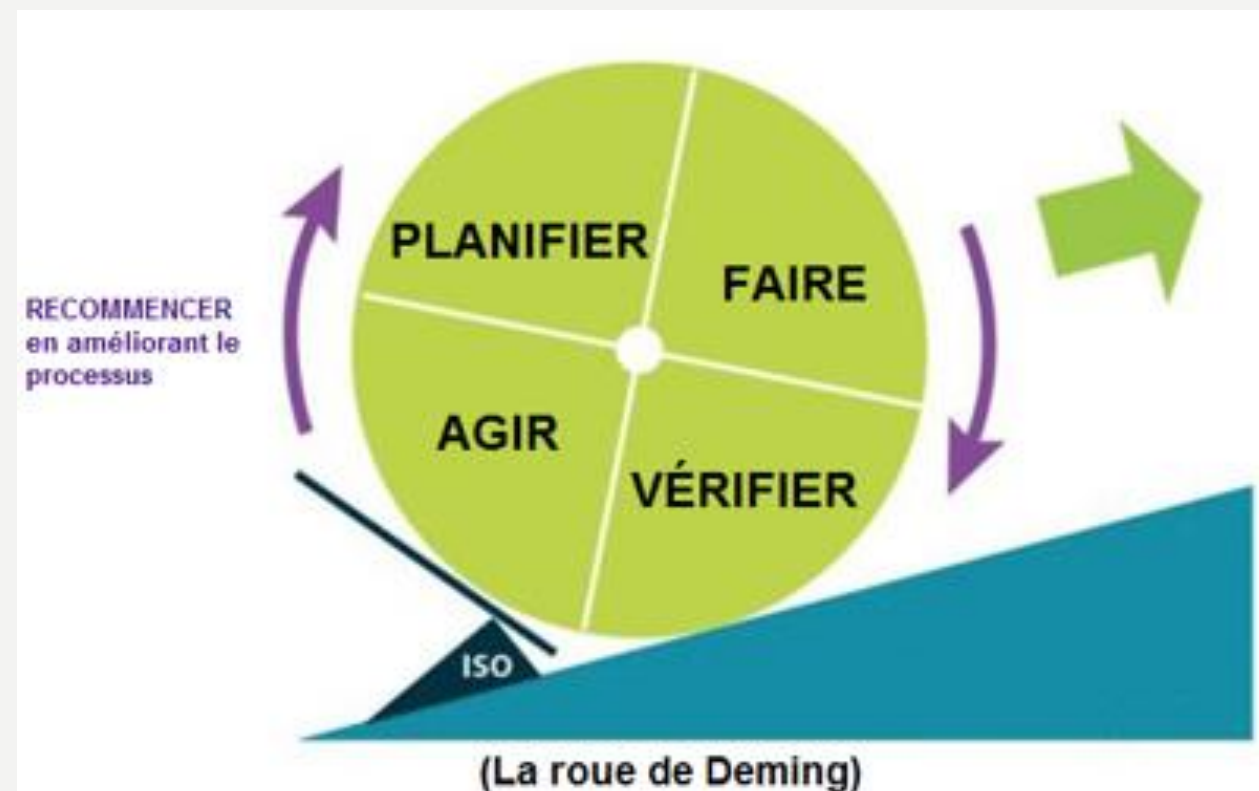 PLANIFIER
FAIRE
RECOMMENCER
en améliorant le
processus
AGIR
VÉRIFIER
ISO
(La roue de Deming)